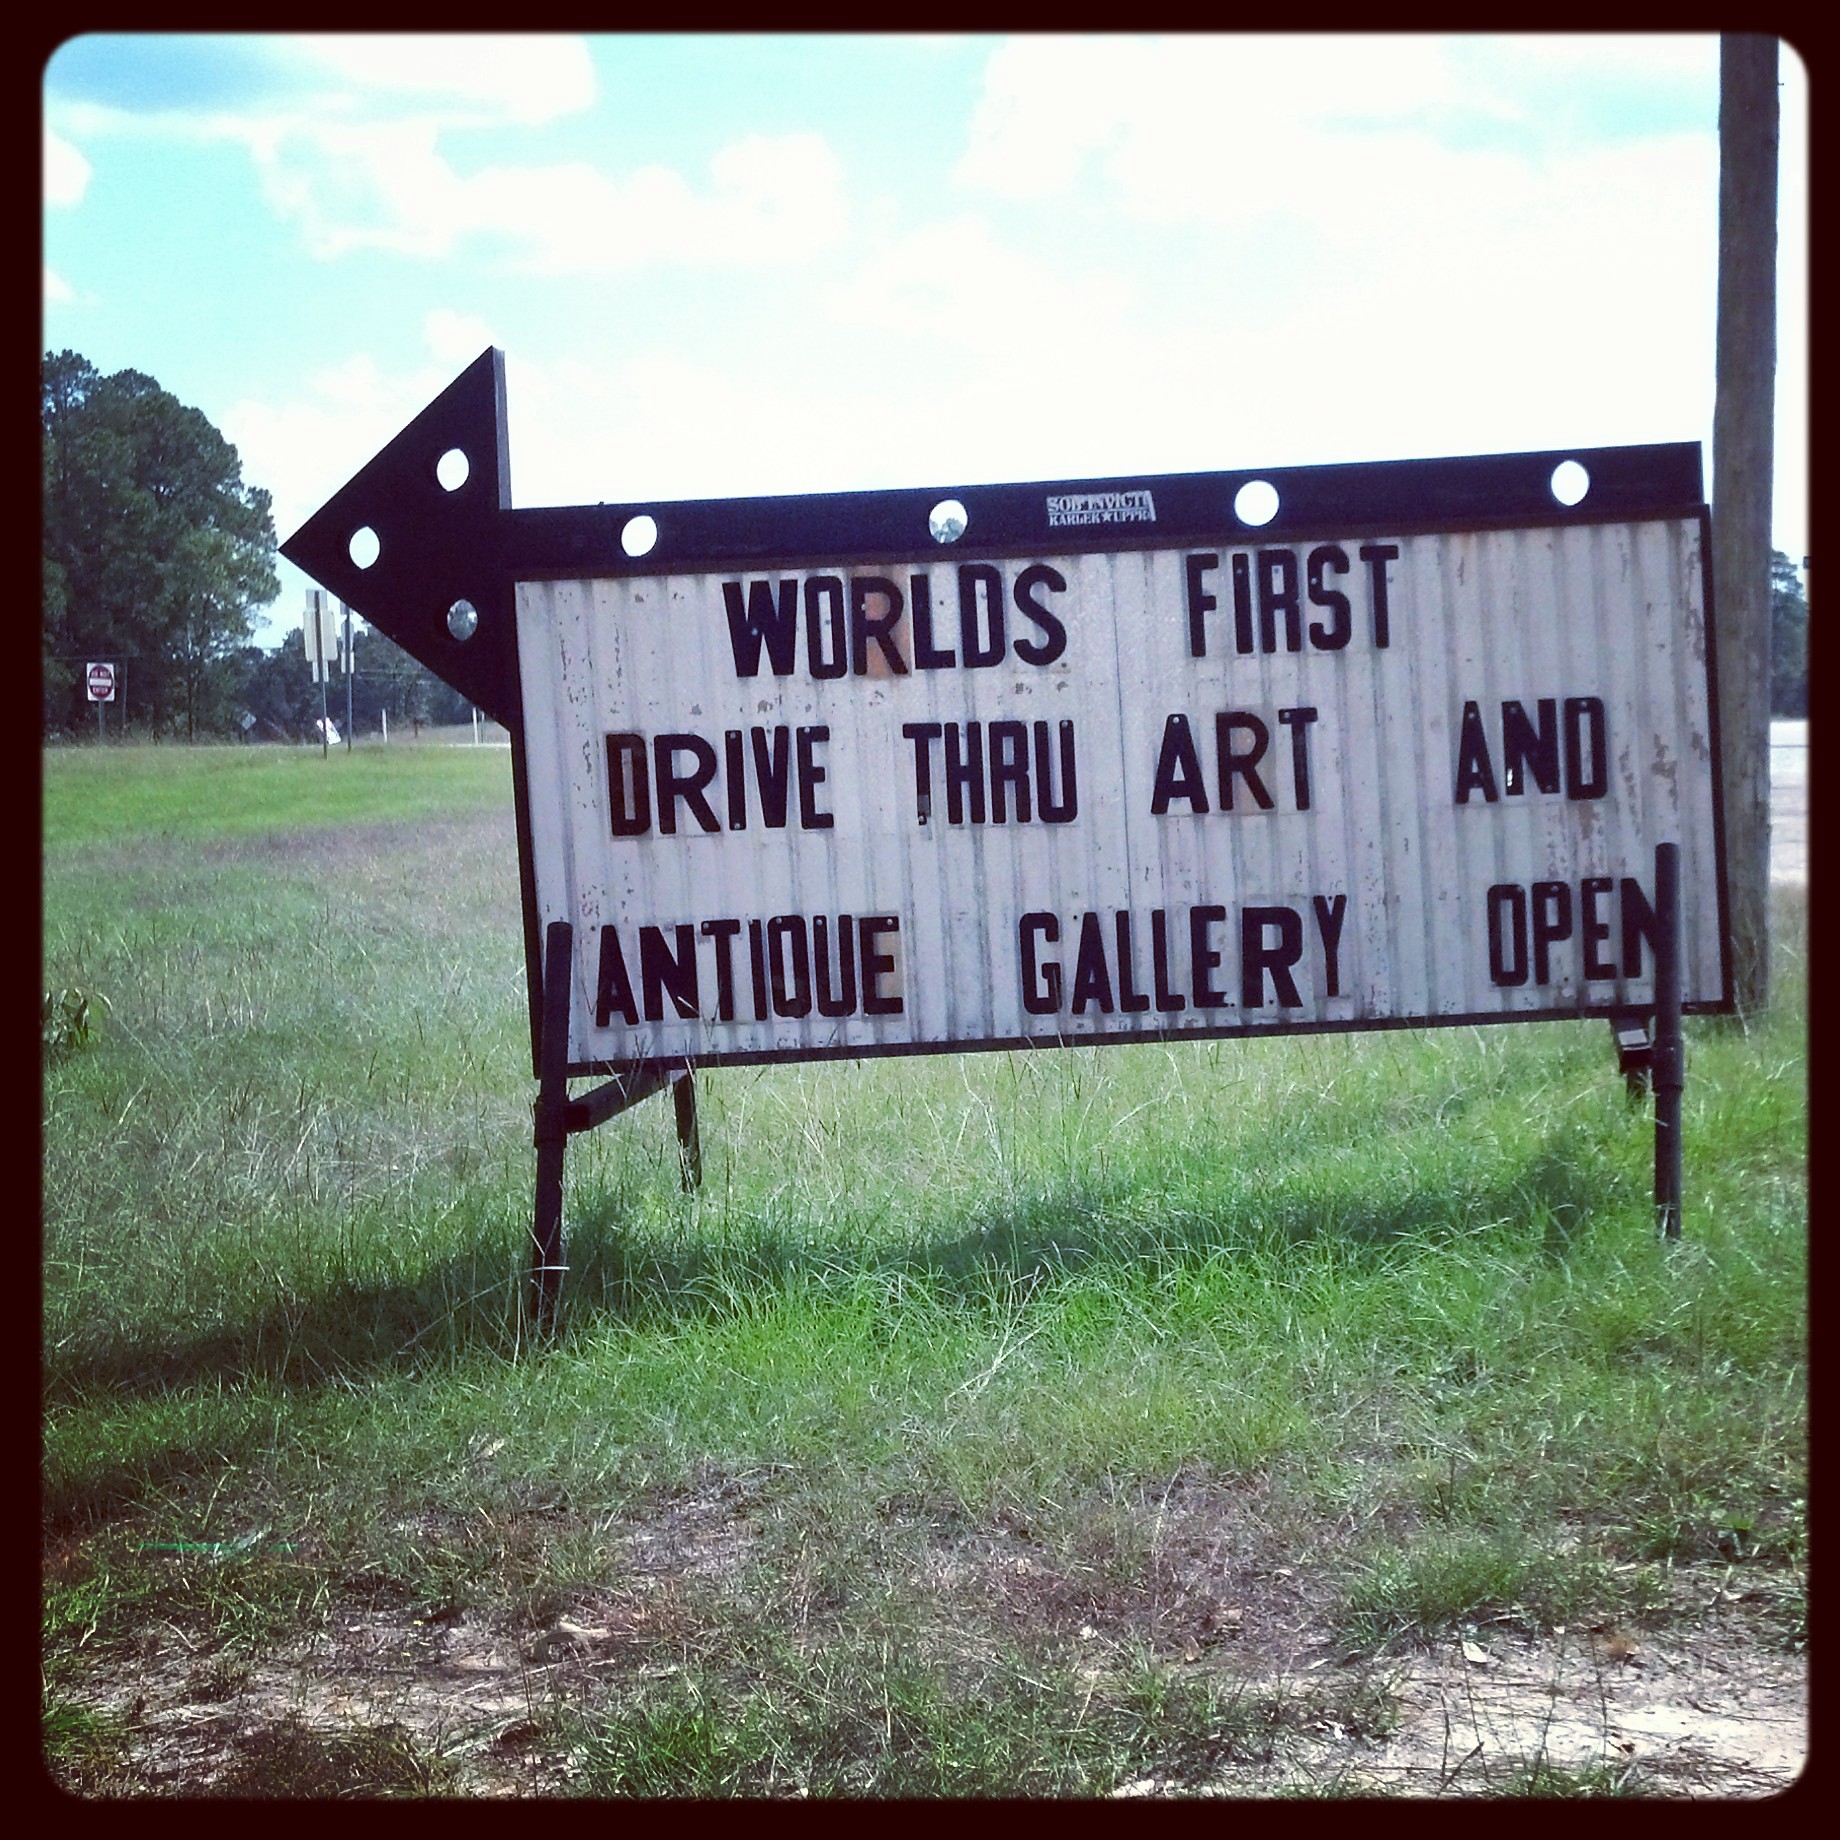 WORLDS FIRST
DRIVE THRU ART AND
ANTIQUE GALLERY OPEN